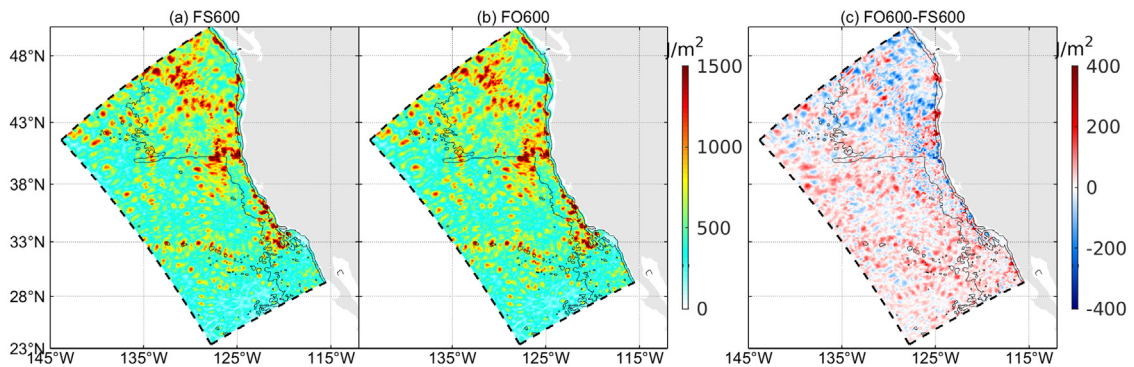 (a) FS600
(b) FO600
(c) FO600-FS600
48°N
43°N
38°N
33°N
28°N
23°N
145°W
135°W
125°W
115°W
135°W
125°W
115°W
J/m²
1500
1000
500
0
145°W
135°W
125°W
115°W
J/m²
400
200
0
-200
-400